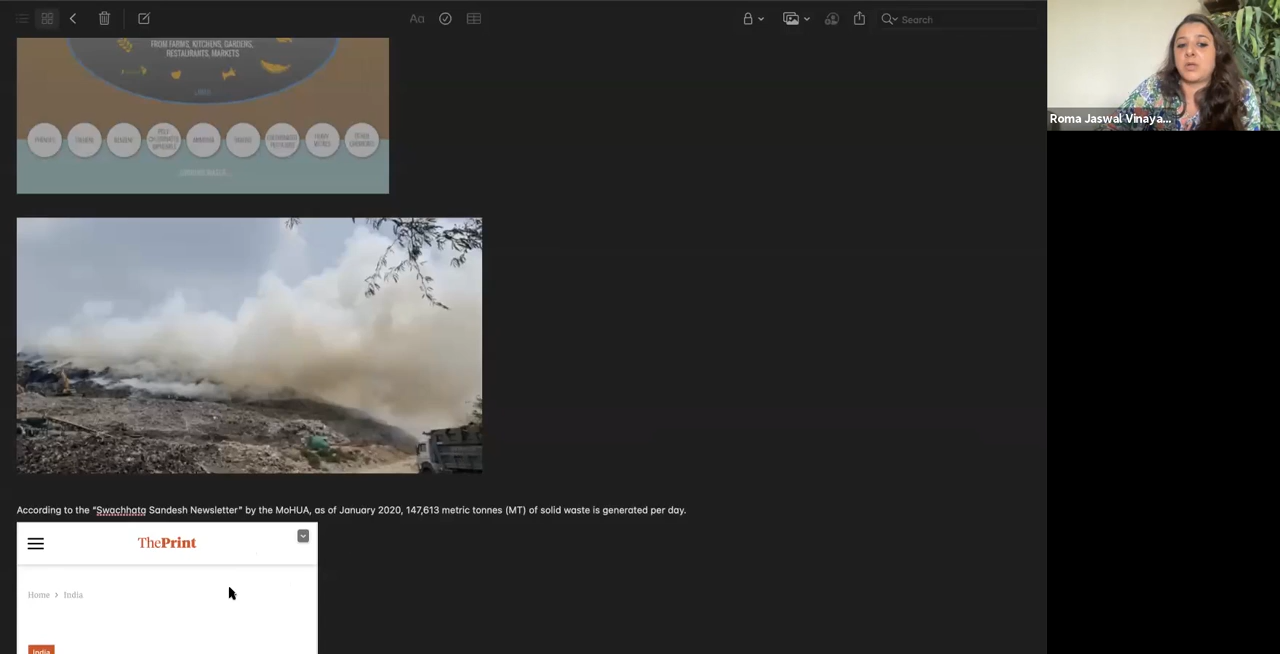 Aa
Search
Roma Jaswal Vinaya...
FROM FARMS, KITCHENS, GARDENS,
RESTAURANTS, MARKETS
According to the “Swachhata Sandesh Newsletter” by the MoHUA, as of January 2020, 147,613 metric tonnes (MT) of solid waste is generated per day.
ThePrint
Home > India
India